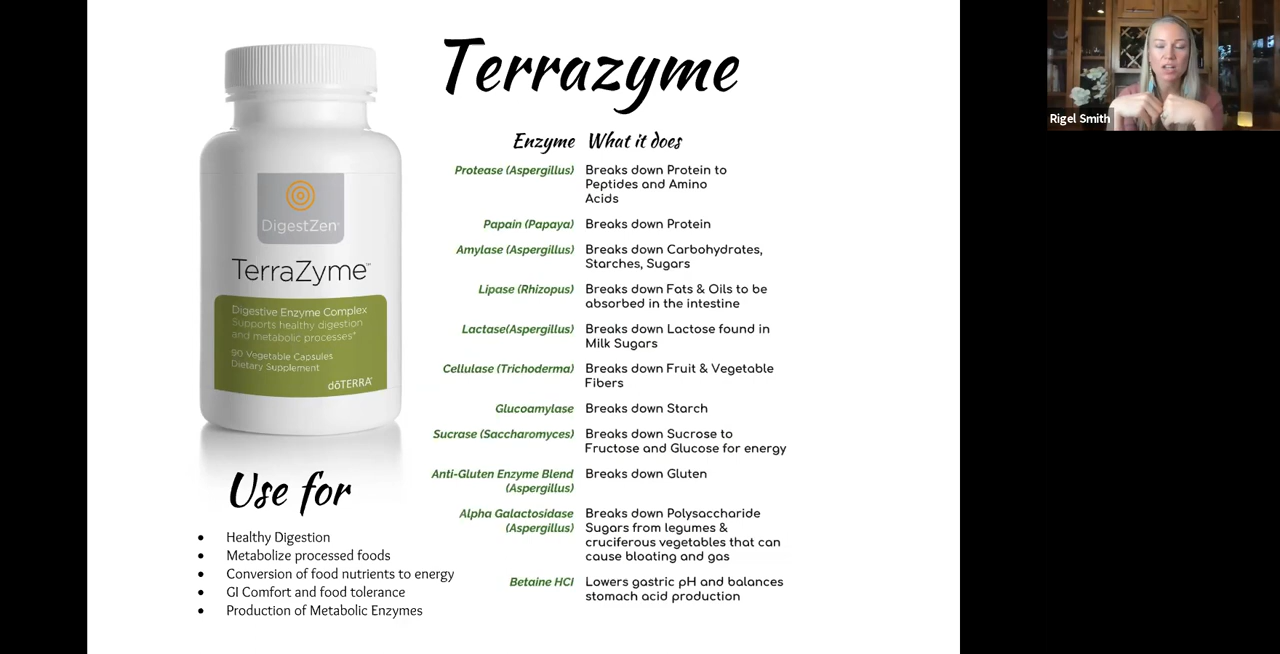 Terrazyme
Enzyme What it does
Protease (Aspergillus) Breaks down Protein to
Peptides and Amino
Acids
Papain (Papaya) Breaks down Protein
Amylase (Aspergillus) Breaks down Carbohydrates,
Starches, Sugars
Lipase (Rhizopus) Breaks down Fats & Oils to be
absorbed in the intestine
Lactase(Aspergillus) Breaks down Lactose found in
Milk Sugars
Cellulase (Trichoderma) Breaks down Fruit & Vegetable
Fibers
Glucoamylase Breaks down Starch
Sucrase (Saccharomyces) Breaks down Sucrose to
Fructose and Glucose for energy
Anti-Gluten Enzyme Blend Breaks down Gluten
(Aspergillus)
Alpha Galactosidase Breaks down Polysaccharide
(Aspergillus) Sugars from legumes &
cruciferous vegetables that can
cause bloating and gas
Betaine HCl Lowers gastric pH and balances
stomach acid production
DigestZen
TerraZyme™
Digestive Enzyme Complex
Supports healthy digestion
and metabolic processes*
90 Vegetable Capsules
Dietary Supplement
dōTERRA
Use for
• Healthy Digestion
• Metabolize processed foods
• Conversion of food nutrients to energy
• GI Comfort and food tolerance
• Production of Metabolic Enzymes
Rigel Smith